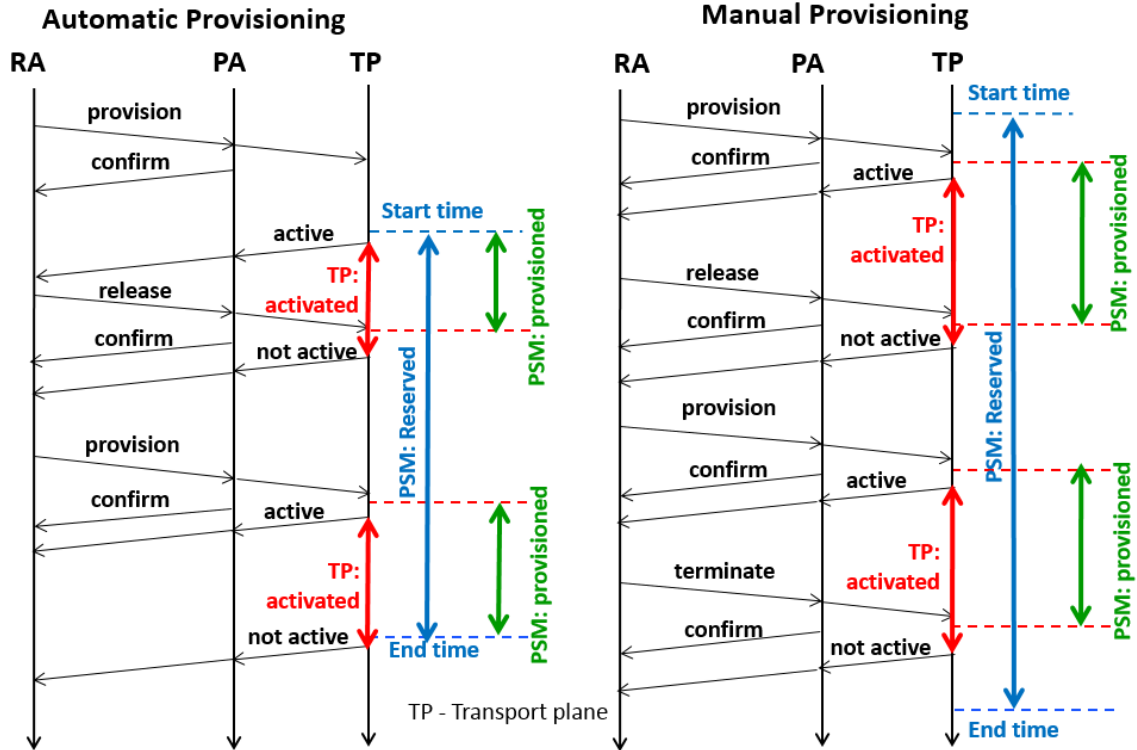 Automatic Provisioning
RA PA TP
provision
confirm
Start time
active
TP:
activated
PSM: provisioned
release
confirm
not active
PSM: Reserved
provision
confirm
active
TP:
activated
PSM: provisioned
not active
End time
TP - Transport plane
Manual Provisioning
RA PA TP
Start time
provision
confirm
active
TP:
activated
PSM: provisioned
release
confirm
not active
PSM: Reserved
provision
confirm
active
TP:
activated
PSM: provisioned
terminate
confirm
not active
End time